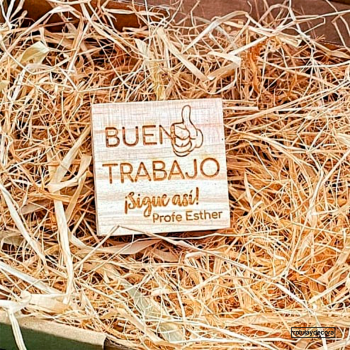 BUEN
TRABAJO
¡Sigue así!
Profe Esther